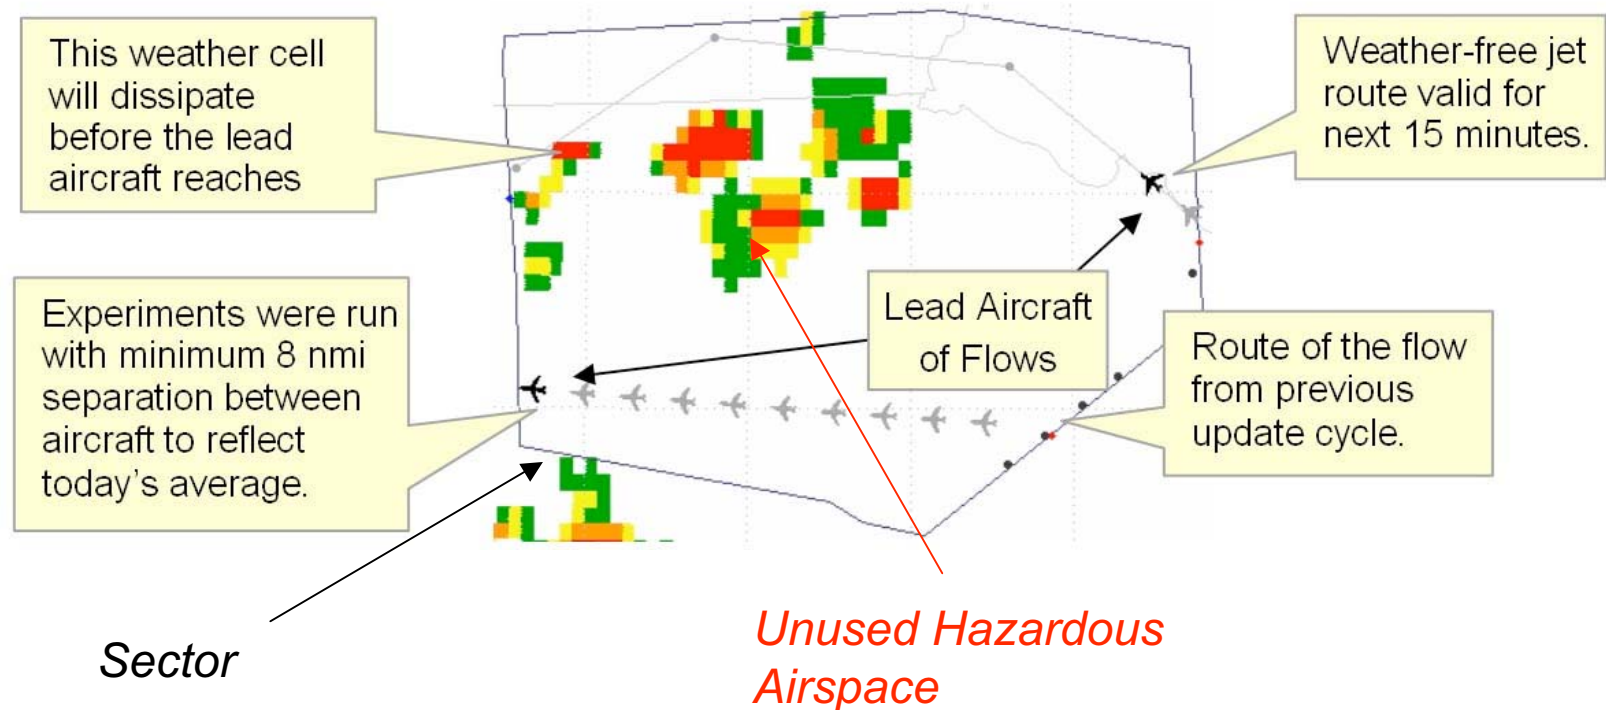 This weather cell
will dissipate
before the lead
aircraft reaches
Weather-free jet
route valid for
next 15 minutes.
Experiments were run
with minimum 8 nmi
separation between
aircraft to reflect
today's average.
Lead Aircraft
of Flows
Route of the flow
from previous
update cycle.
Sector
Unused Hazardous
Airspace